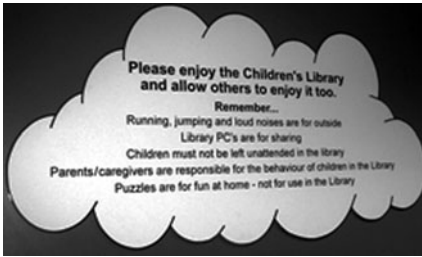 Please enjoy the Children's Library
and allow others to enjoy it too.
Remember...
Running, jumping and loud noises are for outside
Library PC's are for sharing
Children must not be left unattended in the library
Parents/caregivers are responsible for the behaviour of children in the Library
Puzzles are for fun at home - not for use in the Library